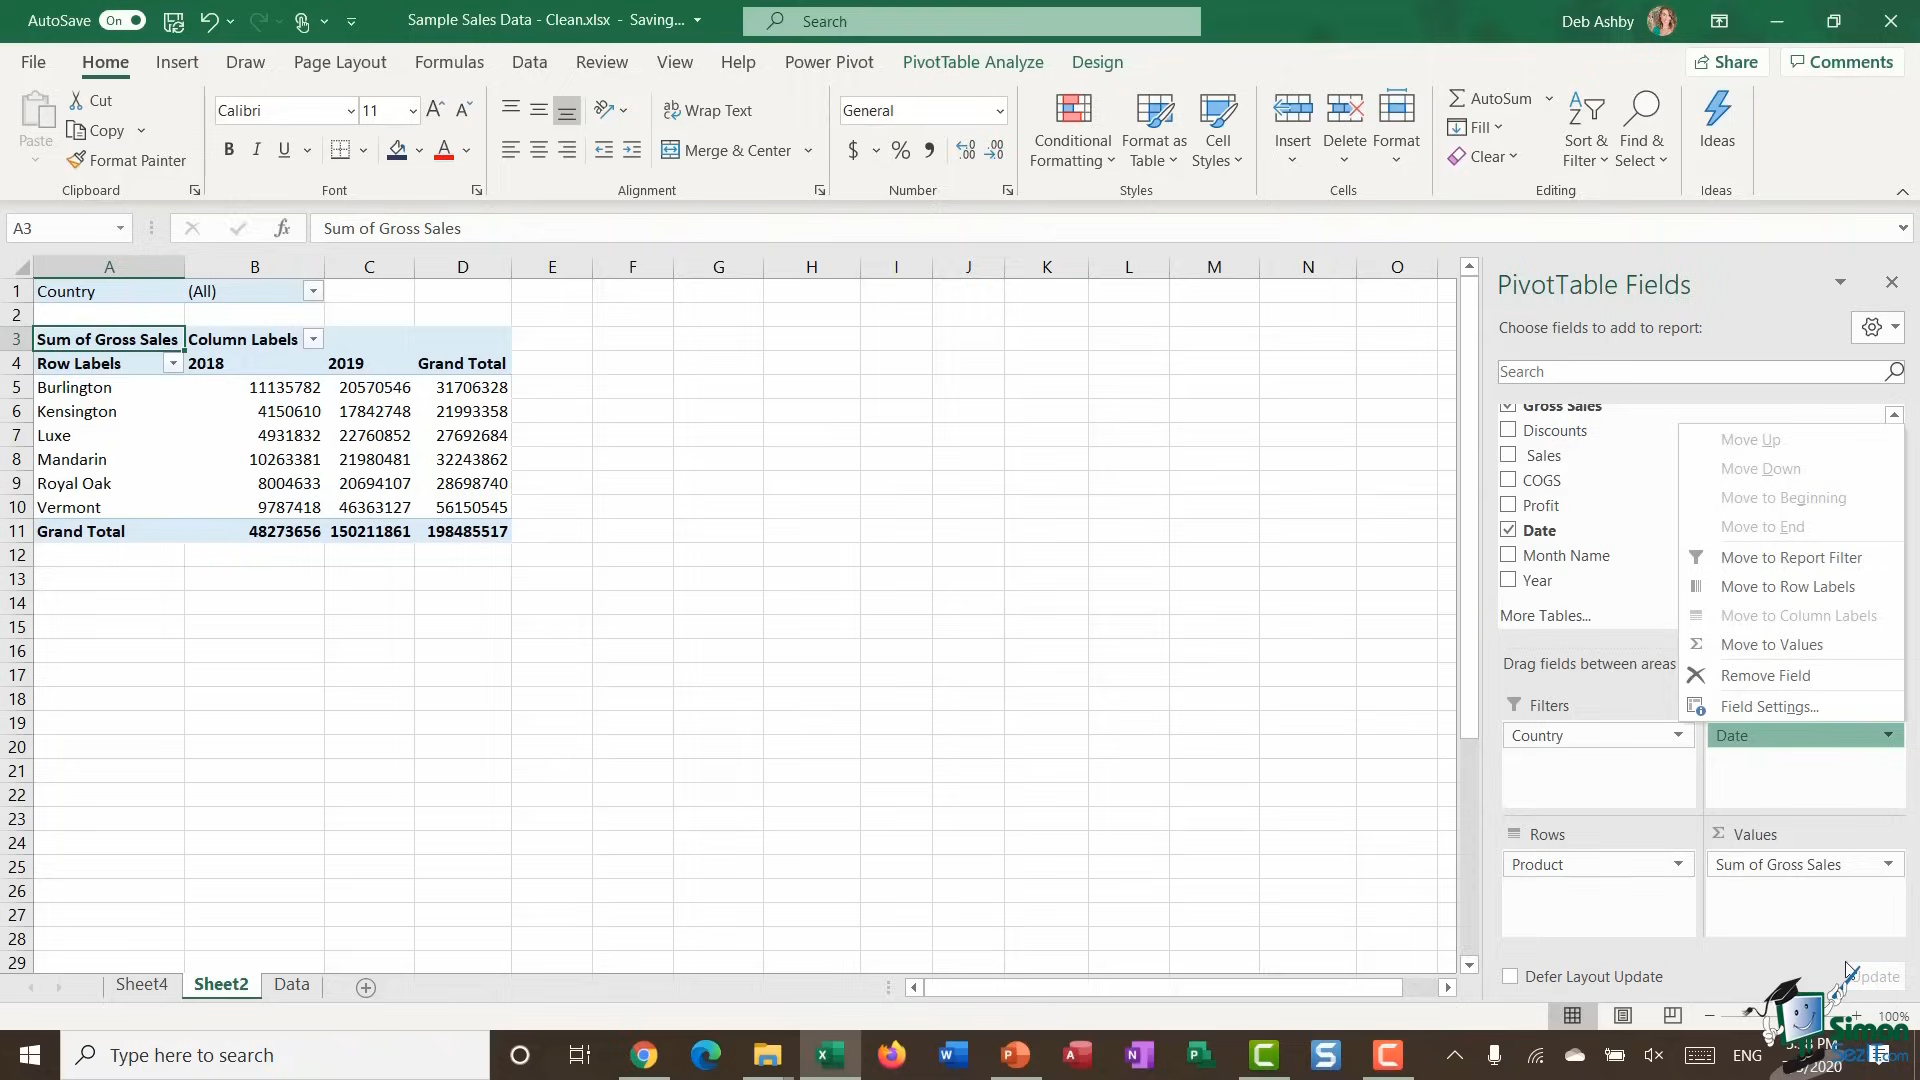 AutoSave On Sample Sales Data - Clean.xlsx - Saving... Search Deb Ashby
File Home Insert Draw Page Layout Formulas Data Review View Help Power Pivot PivotTable Analyze Design Share Comments
Paste Cut Copy Format Painter
Clipboard
Calibri 11
B I U A
Font
Wrap Text
Merge & Center
Alignment
General
$ %
Number
Conditional Formatting Format as Table Cell Styles
Styles
Insert Delete Format
Cells
AutoSum Fill Clear Sort & Filter Find & Select
Editing
Ideas
Ideas
A3 fx Sum of Gross Sales
A B C D E F G H I J K L M N O
1 Country (All)
2
3 Sum of Gross Sales Column Labels
4 Row Labels 2018 2019 Grand Total
5 Burlington 11135782 20570546 31706328
6 Kensington 4150610 17842748 21993358
7 Luxe 4931832 22760852 27692684
8 Mandarin 10263381 21980481 32243862
9 Royal Oak 8004633 20694107 28698740
10 Vermont 9787418 46363127 56150545
11 Grand Total 48273656 150211861 198485517
12
13
14
15
16
17
18
19
20
21
22
23
24
25
26
27
28
29
PivotTable Fields
Choose fields to add to report:
Search
Gross Sales
Discounts
Sales
COGS
Profit
Date
Month Name
Year
More Tables...
Move Up
Move Down
Move to Beginning
Move to End
Move to Report Filter
Move to Row Labels
Move to Column Labels
Move to Values
Remove Field
Field Settings...
Drag fields between areas
Filters
Country Date
Rows Values
Product Sum of Gross Sales
Defer Layout Update
Sheet4 Sheet2 Data
100%
Type here to search
ENG
Simon
SezIt.com